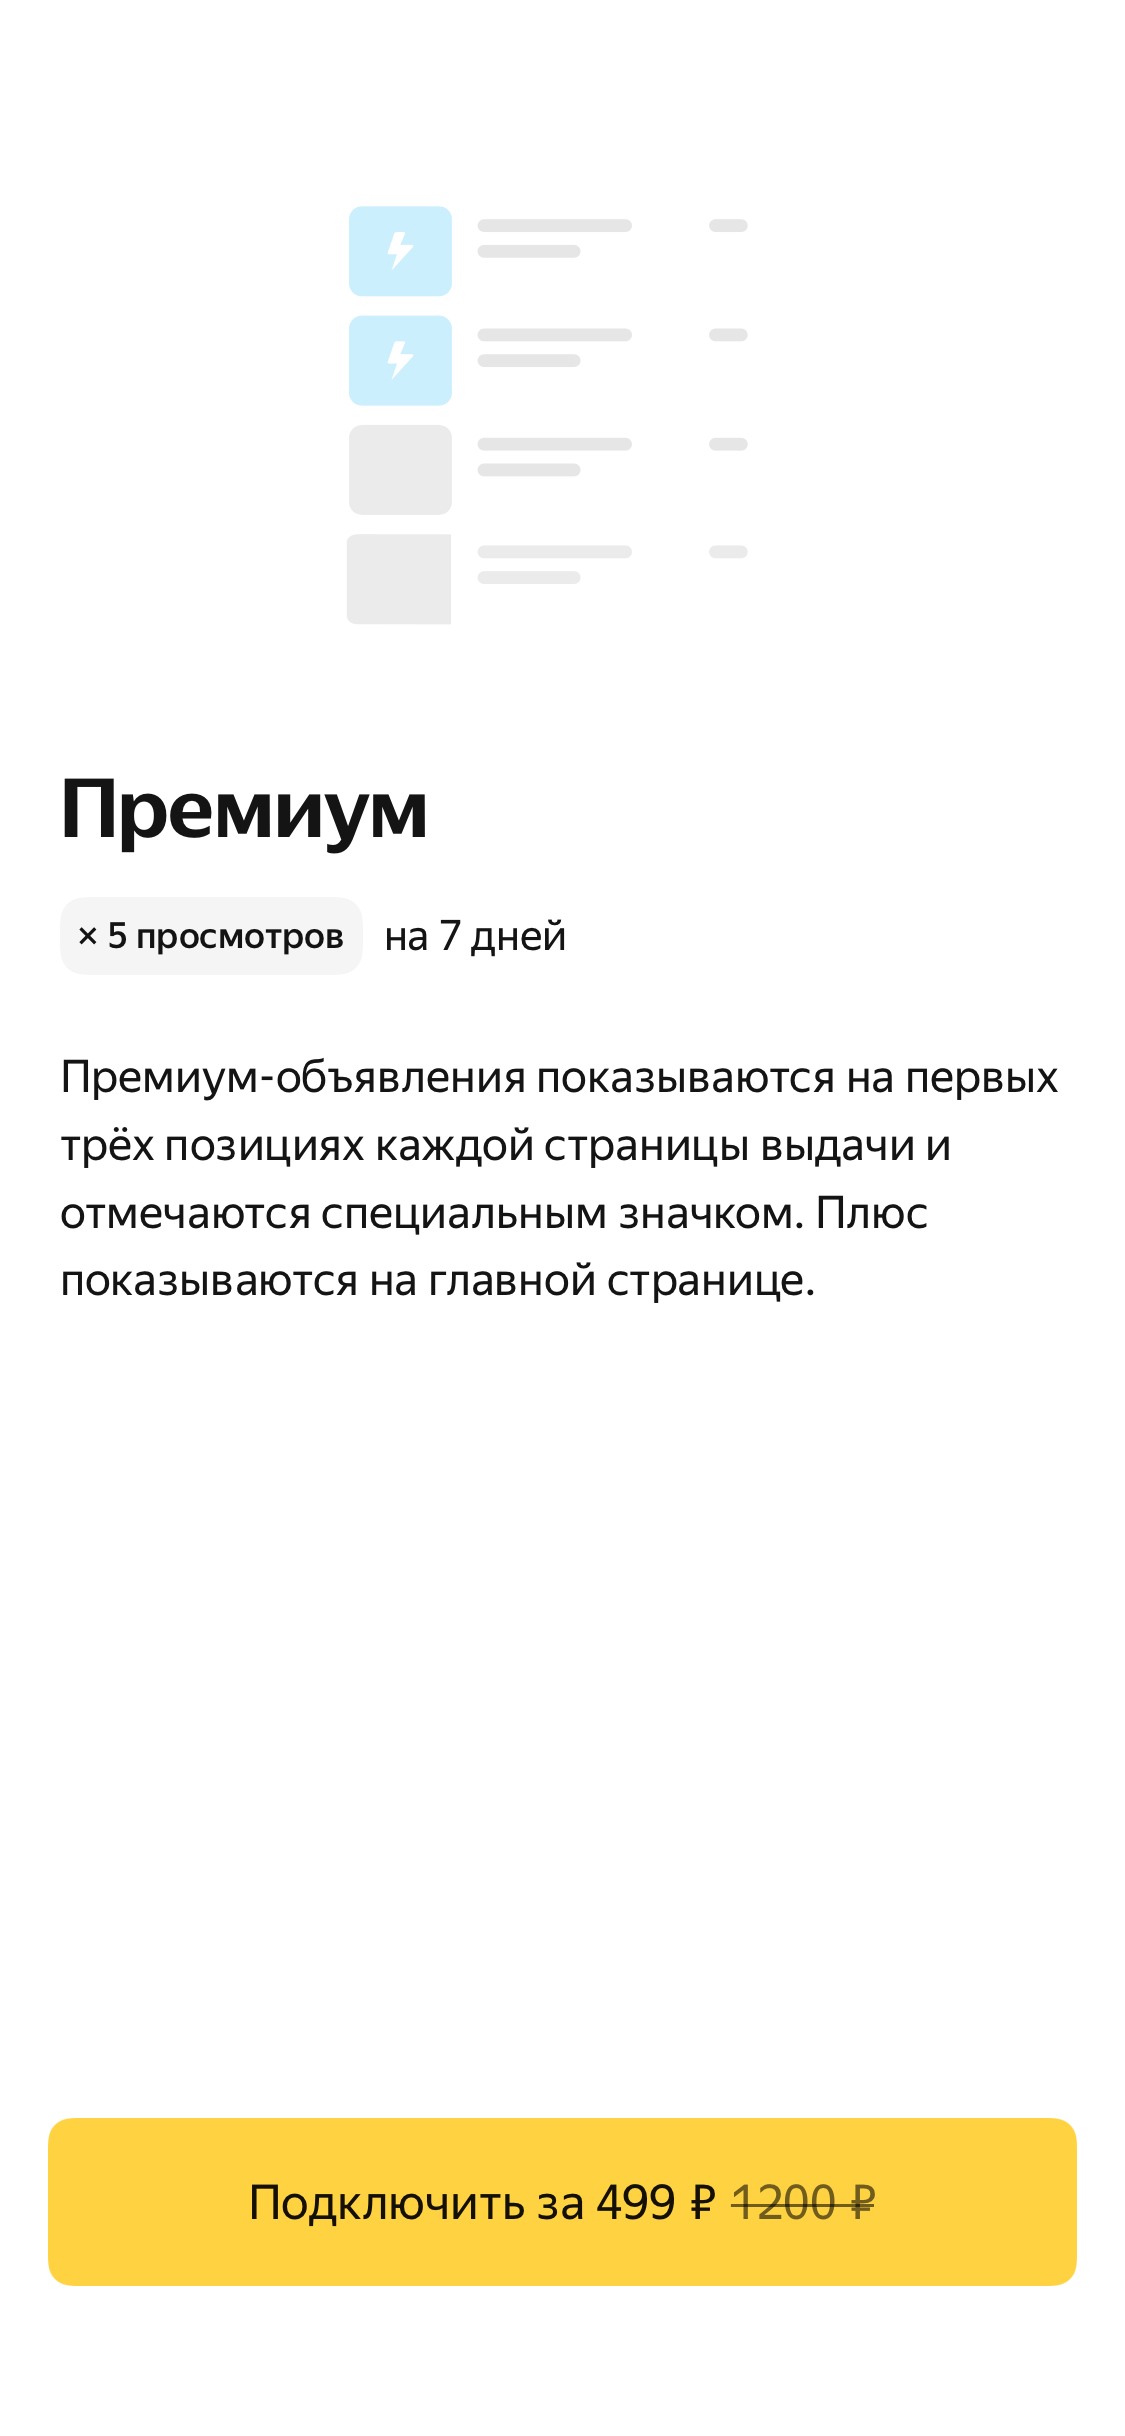 Премиум
× 5 просмотров на 7 дней
Премиум-объявления показываются на первых
трёх позициях каждой страницы выдачи и
отмечаются специальным значком. Плюс
показываются на главной странице.
Подключить за 499 ₽ 1200 ₽